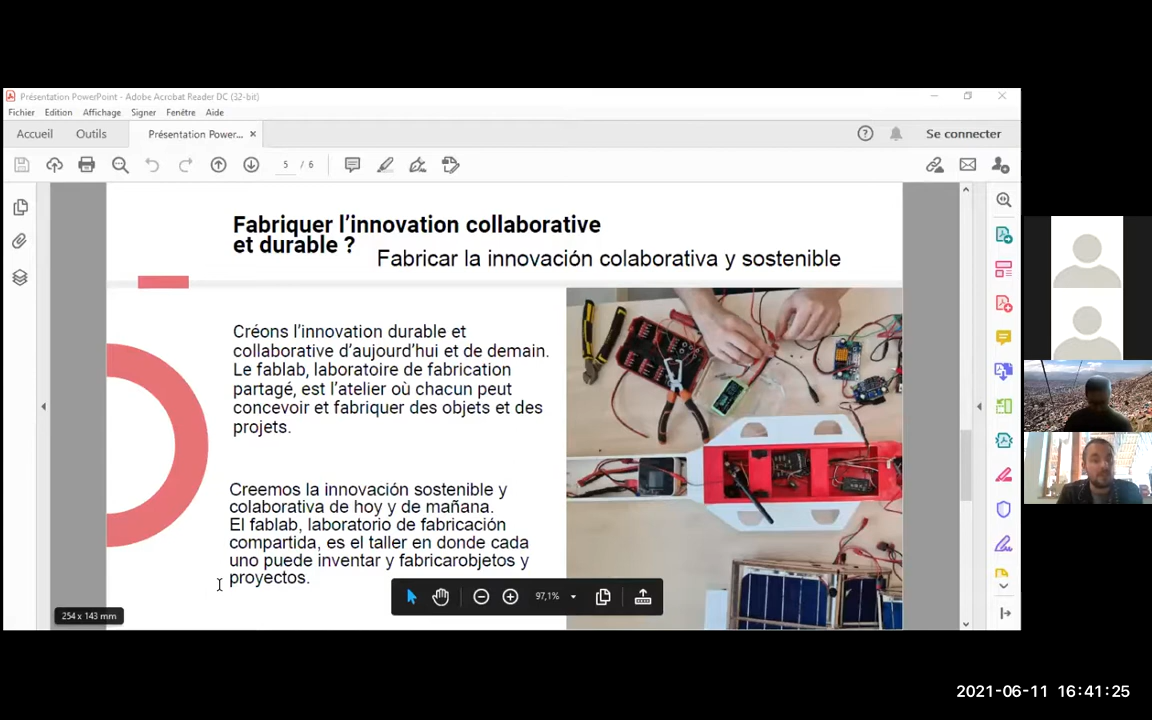 Présentation PowerPoint - Adobe Acrobat Reader DC (32-bit)
Fichier Edition Affichage Signer Fenêtre Aide
Accueil Outils Présentation Power... × Se connecter
5 / 6
Fabriquer l'innovation collaborative
et durable ?
Fabricar la innovación colaborativa y sostenible
Créons l'innovation durable et
collaborative d'aujourd'hui et de demain.
Le fablab, laboratoire de fabrication
partagé, est l'atelier où chacun peut
concevoir et fabriquer des objets et des
projets.
Creemos la innovación sostenible y
colaborativa de hoy y de mañana.
El fablab, laboratorio de fabricación
compartida, es el taller en donde cada
uno puede inventar y fabricarobjetos y
proyectos.
97,1%
254 x 143 mm
2021-06-11 16:41:25